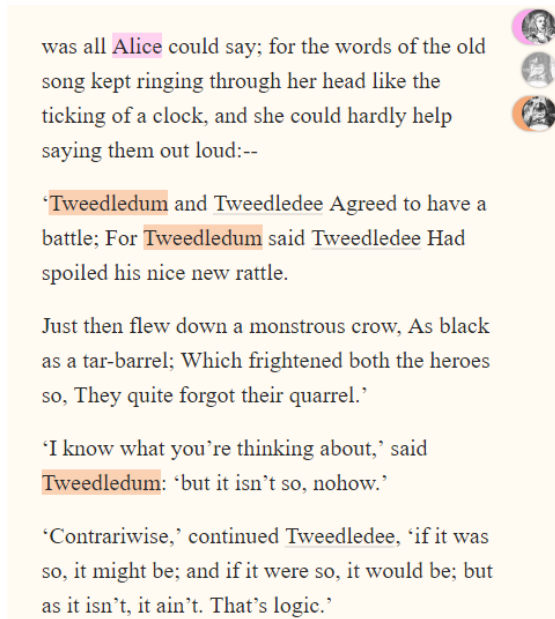 was all Alice could say; for the words of the old
song kept ringing through her head like the
ticking of a clock, and she could hardly help
saying them out loud:--
‘Tweedledum and Tweedledee Agreed to have a
battle; For Tweedledum said Tweedledee Had
spoiled his nice new rattle.
Just then flew down a monstrous crow, As black
as a tar-barrel; Which frightened both the heroes
so, They quite forgot their quarrel.’
‘I know what you’re thinking about,’ said
Tweedledum: ‘but it isn’t so, nohow.’
‘Contrariwise,’ continued Tweedledee, ‘if it was
so, it might be; and if it were so, it would be; but
as it isn’t, it ain’t. That’s logic.’